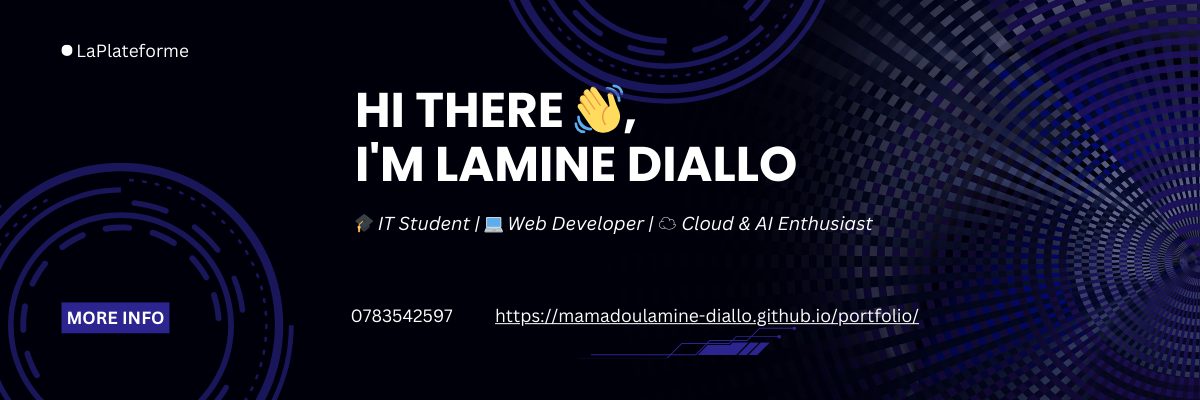 LaPlateforme
HI THERE 👋,
I'M LAMINE DIALLO
🎓 IT Student | 💻 Web Developer | ☁ Cloud & AI Enthusiast
MORE INFO
0783542597
https://mamadoulamine-diallo.github.io/portfolio/